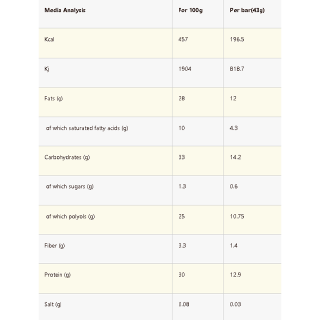 Media Analysis For 100g Per bar(43g)
Kcal 457 196.5
Kj 1904 818.7
Fats (g) 28 12
of which saturated fatty acids (g) 10 4.3
Carbohydrates (g) 33 14.2
of which sugars (g) 1.3 0.6
of which polyols (g) 25 10.75
Fiber (g) 3.3 1.4
Protein (g) 30 12.9
Salt (g) 0.08 0.03